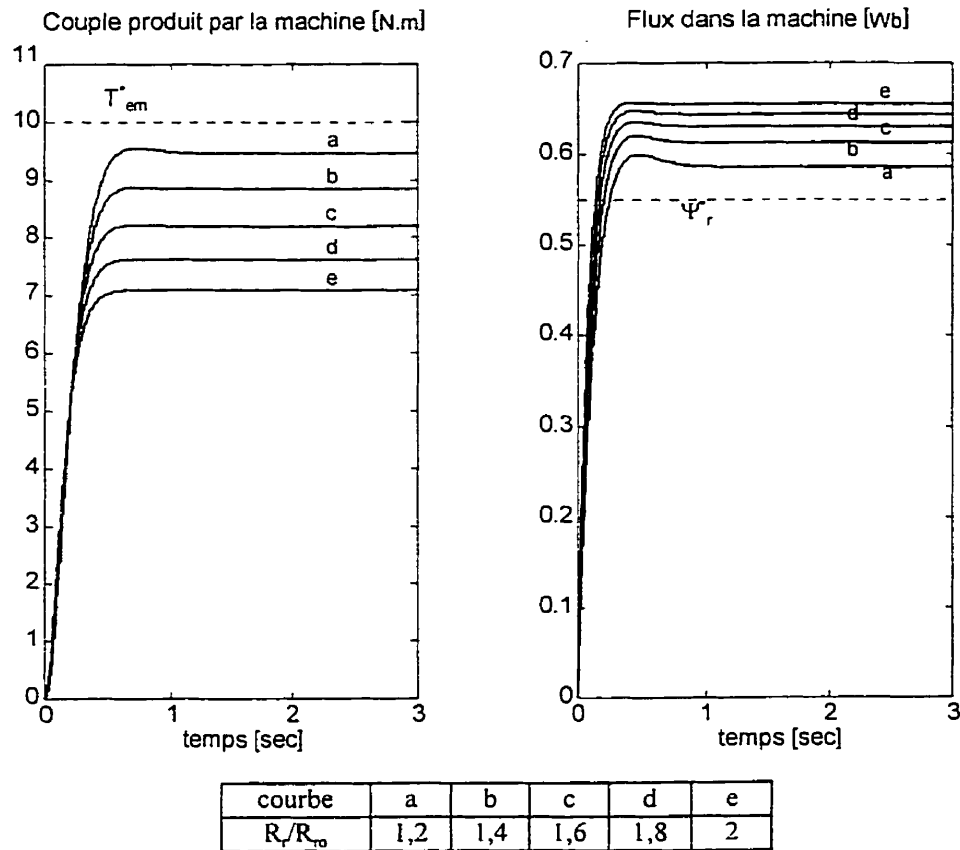 Couple produit par la machine [N.m]
11
10
9
8
7
6
5
4
3
2
1
0
T*em
a
b
c
d
e
0
1
2
3
temps [sec]
Flux dans la machine [Wb]
0.7
0.6
0.5
0.4
0.3
0.2
0.1
0
e
d
c
b
a
Ψ*r
0
1
2
3
temps [sec]
courbe a b c d e
Rr/Rro 1,2 1,4 1,6 1,8 2